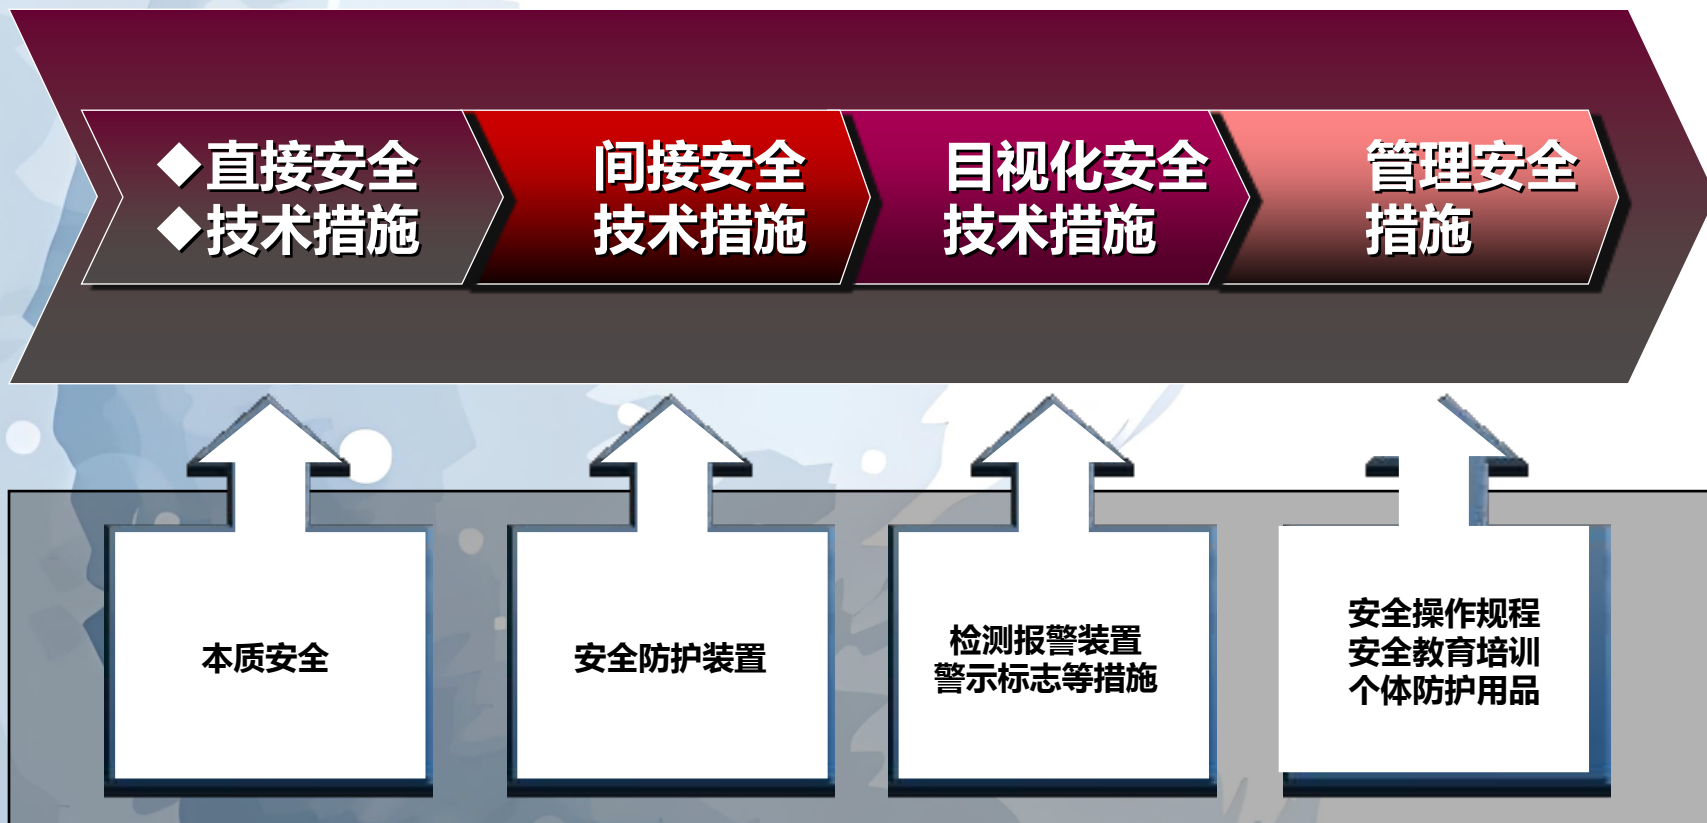 ◆直接安全
◆技术措施
间接安全
技术措施
目视化安全
技术措施
管理安全
措施
本质安全
安全防护装置
检测报警装置
警示标志等措施
安全操作规程
安全教育培训
个体防护用品